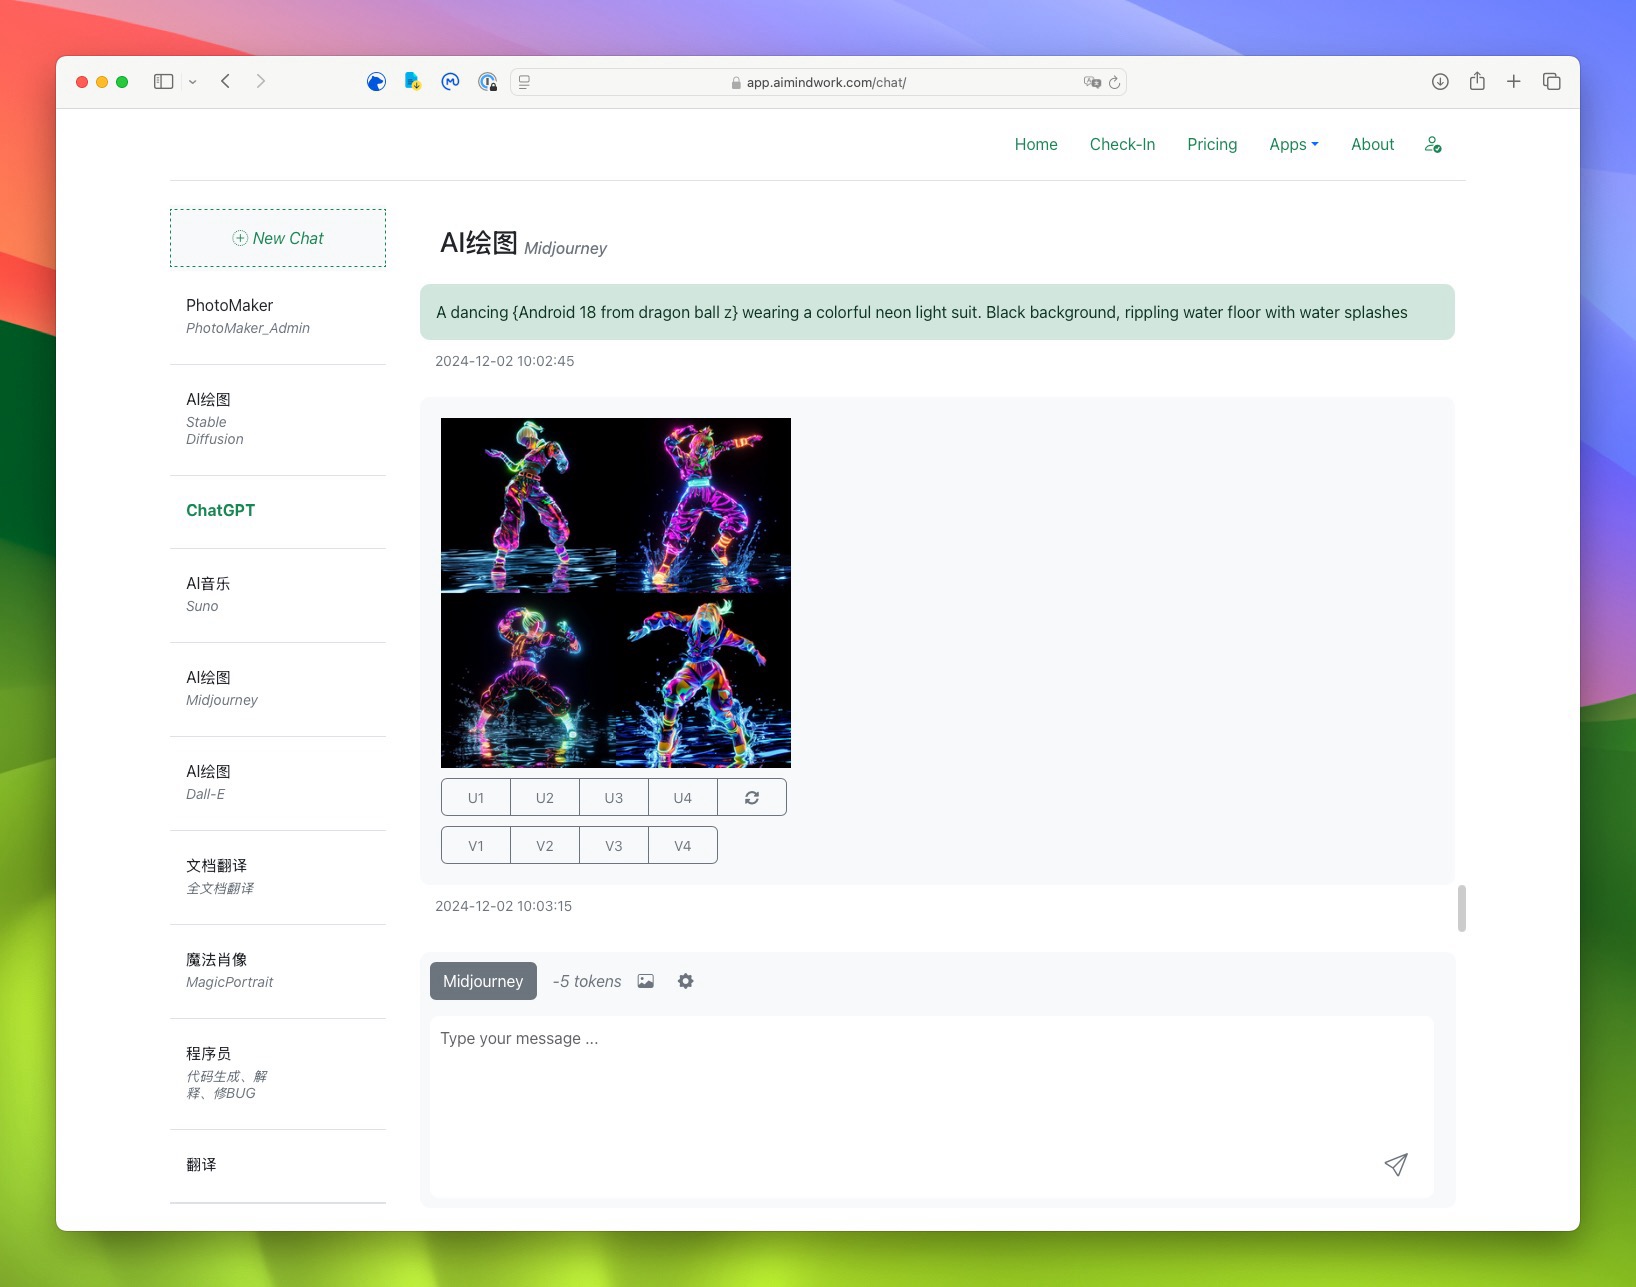 app.aimindwork.com/chat/
Home Check-In Pricing Apps About
New Chat
PhotoMaker
PhotoMaker_Admin
AI绘图
Stable
Diffusion
ChatGPT
AI音乐
Suno
AI绘图
Midjourney
AI绘图
Dall-E
文档翻译
全文档翻译
魔法肖像
MagicPortrait
程序员
代码生成、解
释、修BUG
翻译
AI绘图 Midjourney
A dancing {Android 18 from dragon ball z} wearing a colorful neon light suit. Black background, rippling water floor with water splashes
2024-12-02 10:02:45
U1 U2 U3 U4
V1 V2 V3 V4
2024-12-02 10:03:15
Midjourney -5 tokens
Type your message ...